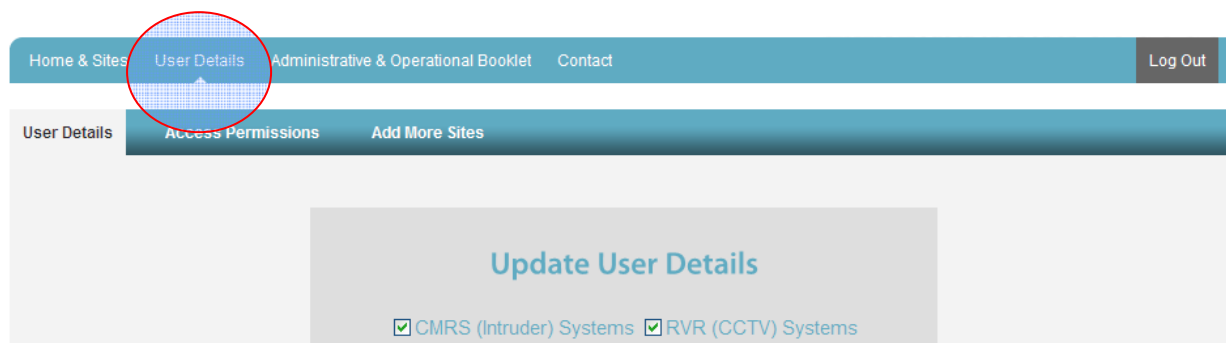 Home & Sites User Details Administrative & Operational Booklet Contact Log Out
User Details Access Permissions Add More Sites
Update User Details
CMRS (Intruder) Systems RVR (CCTV) Systems